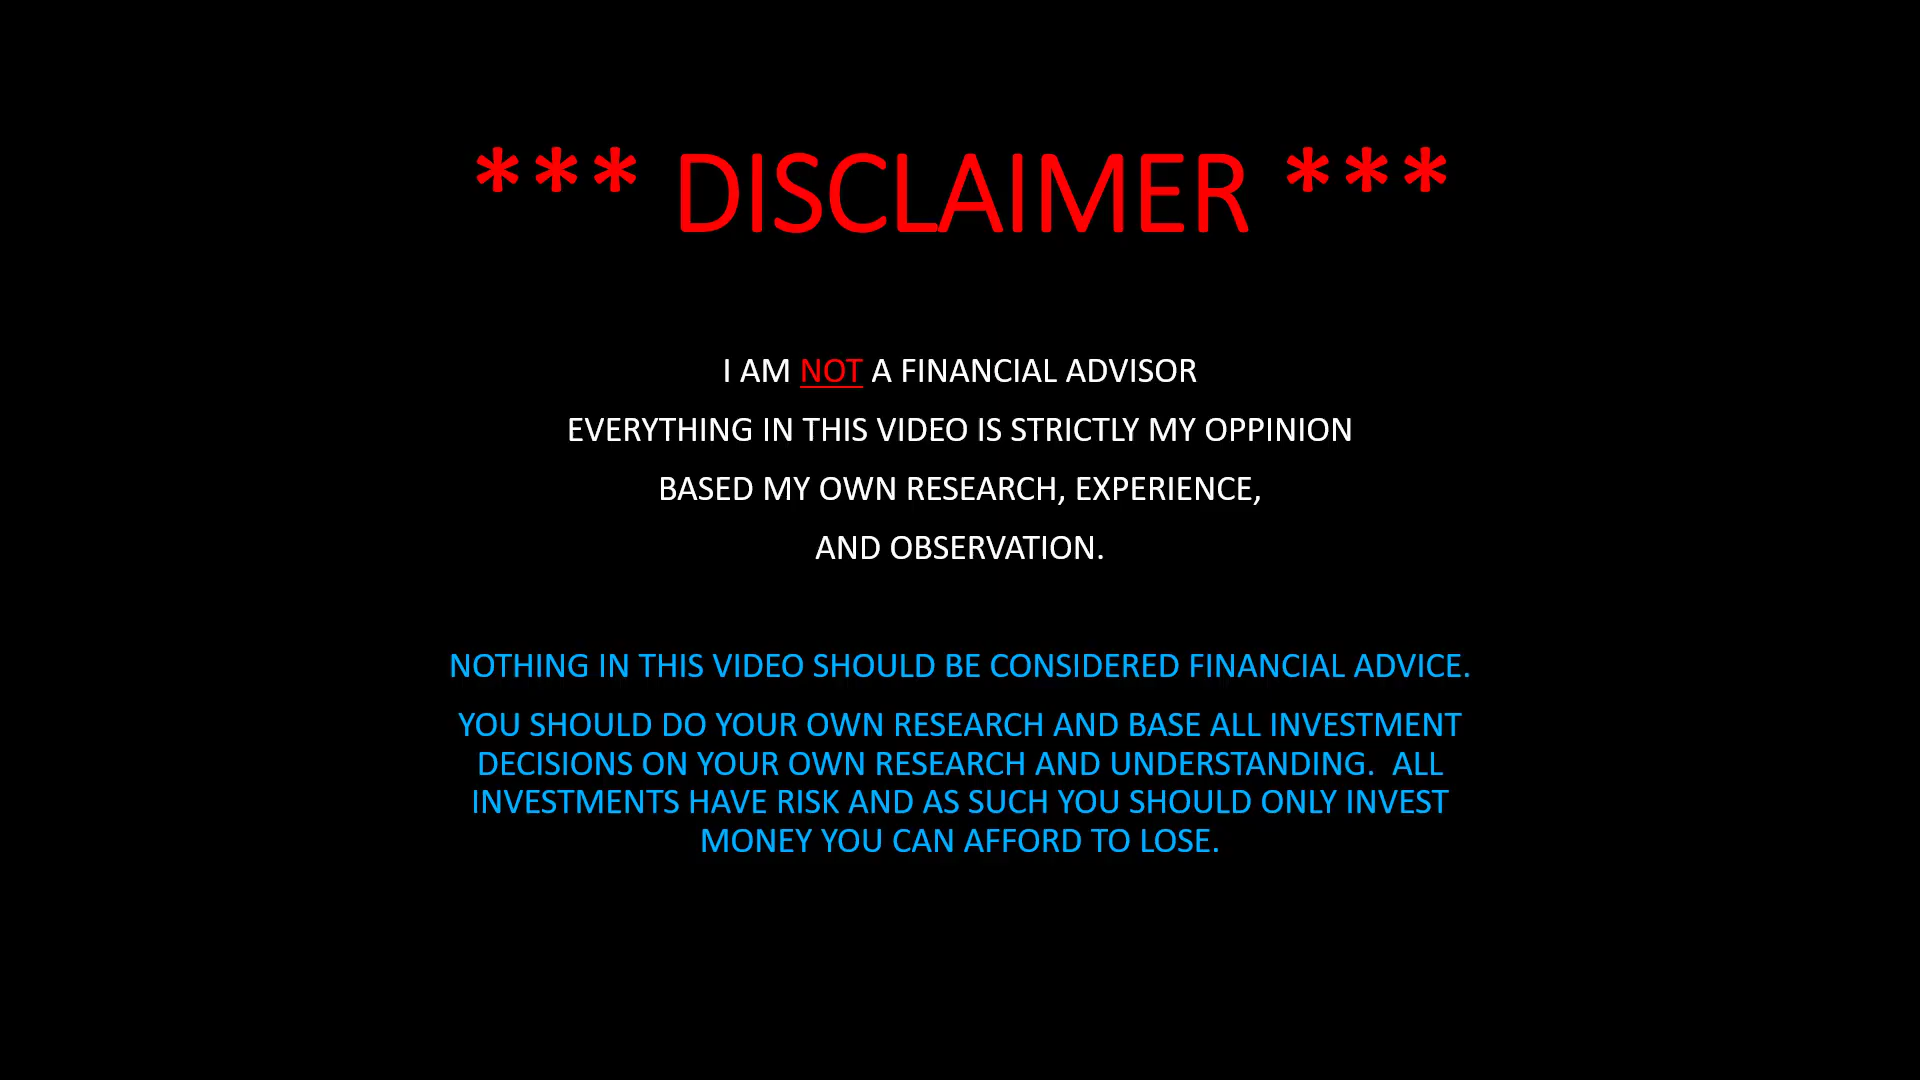 *** DISCLAIMER ***
I AM NOT A FINANCIAL ADVISOR
EVERYTHING IN THIS VIDEO IS STRICTLY MY OPPINION
BASED MY OWN RESEARCH, EXPERIENCE,
AND OBSERVATION.
NOTHING IN THIS VIDEO SHOULD BE CONSIDERED FINANCIAL ADVICE.
YOU SHOULD DO YOUR OWN RESEARCH AND BASE ALL INVESTMENT
DECISIONS ON YOUR OWN RESEARCH AND UNDERSTANDING.  ALL
INVESTMENTS HAVE RISK AND AS SUCH YOU SHOULD ONLY INVEST
MONEY YOU CAN AFFORD TO LOSE.